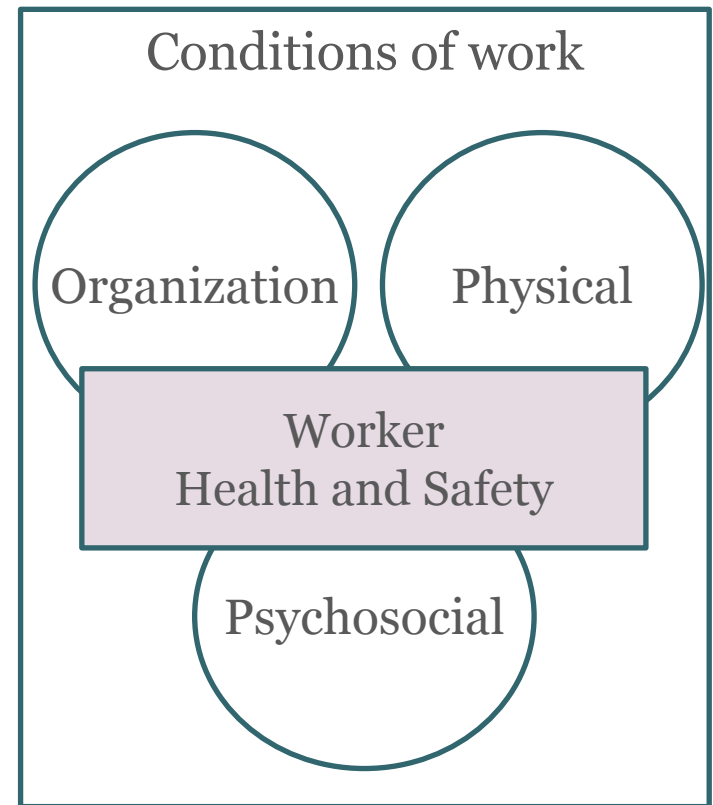 Conditions of work
Organization
Physical
Worker
Health and Safety
Psychosocial